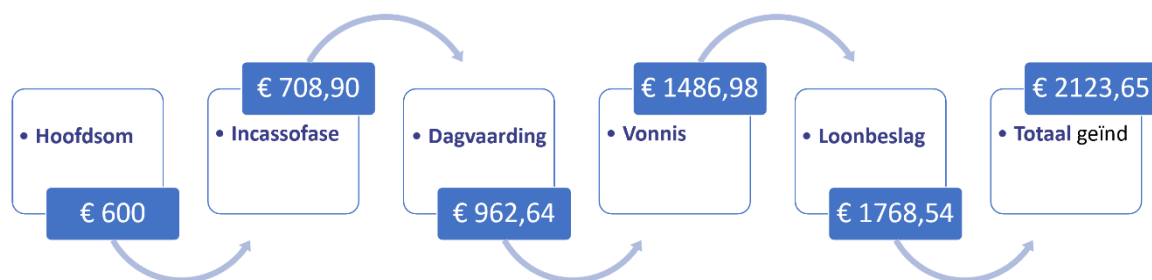 • Hoofdsom
€ 600
€ 708,90
• Incassofase
• Dagvaarding
€ 962,64
€ 1486,98
• Vonnis
• Loonbeslag
€ 1768,54
€ 2123,65
• Totaal geïnd